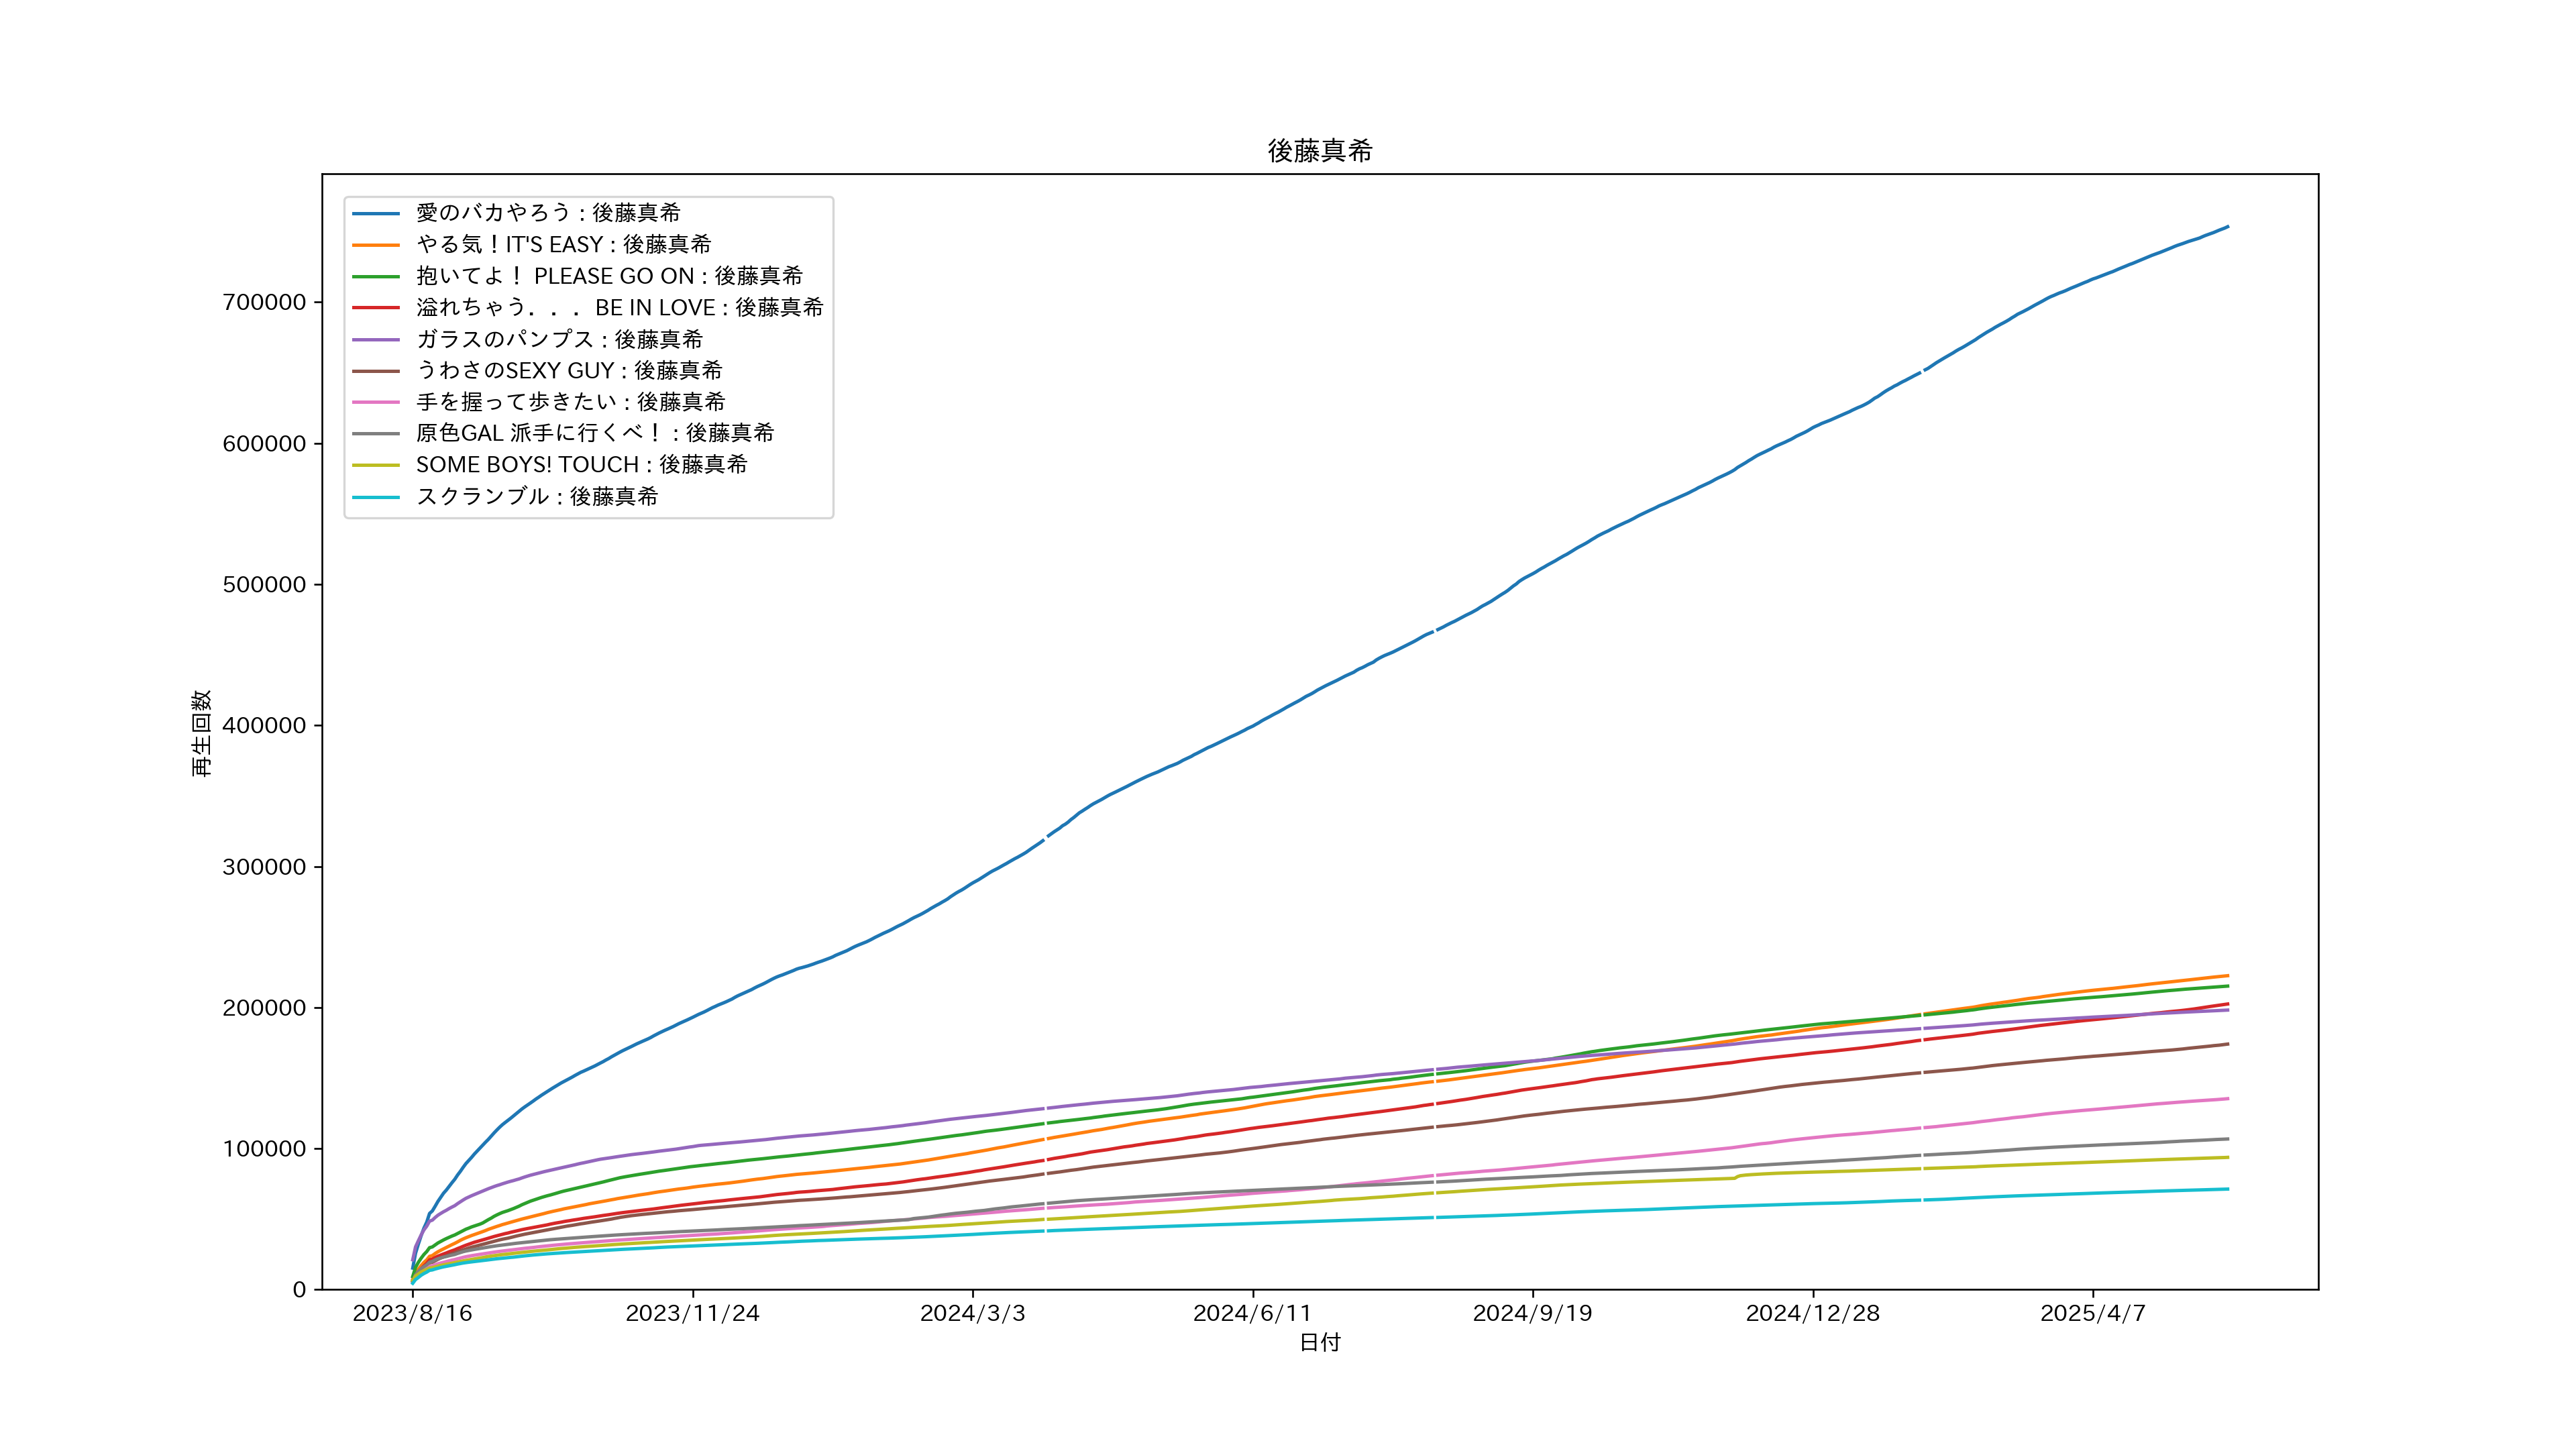 後藤真希
愛のバカやろう : 後藤真希
やる気！IT'S EASY : 後藤真希
抱いてよ！ PLEASE GO ON : 後藤真希
溢れちゃう．．． BE IN LOVE : 後藤真希
ガラスのパンプス : 後藤真希
うわさのSEXY GUY : 後藤真希
手を握って歩きたい : 後藤真希
原色GAL 派手に行くべ！ : 後藤真希
SOME BOYS! TOUCH : 後藤真希
スクランブル : 後藤真希
700000
600000
500000
400000
300000
200000
100000
0
再生回数
2023/8/16 2023/11/24 2024/3/3 2024/6/11 2024/9/19 2024/12/28 2025/4/7
日付